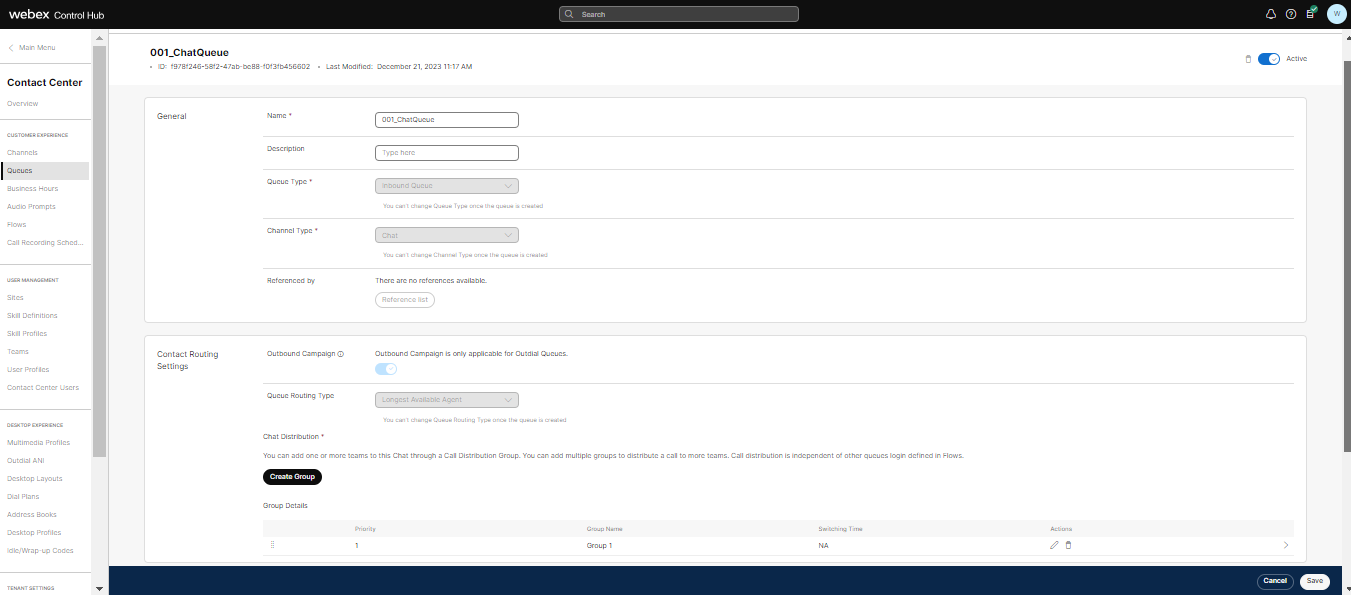 webex Control Hub
Search
W
Main Menu
Contact Center
Overview
CUSTOMER EXPERIENCE
Channels
Queues
Business Hours
Audio Prompts
Flows
Call Recording Sched...
USER MANAGEMENT
Sites
Skill Definitions
Skill Profiles
Teams
User Profiles
Contact Center Users
DESKTOP EXPERIENCE
Multimedia Profiles
Outdial ANI
Desktop Layouts
Dial Plans
Address Books
Desktop Profiles
Idle/Wrap-up Codes
TENANT SETTINGS
001_ChatQueue
• ID: f978f246-58f2-47ab-be88-f0f3fb456602 • Last Modified: December 21, 2023 11:17 AM
Active
General
Name *
001_ChatQueue
Description
Type here
Queue Type *
Inbound Queue
You can't change Queue Type once the queue is created
Channel Type *
Chat
You can't change Channel Type once the queue is created
Referenced by
There are no references available.
Reference list
Contact Routing
Settings
Outbound Campaign
Outbound Campaign is only applicable for Outdial Queues.
Queue Routing Type
Longest Available Agent
You can't change Queue Routing Type once the queue is created
Chat Distribution *
You can add one or more teams to this Chat through a Call Distribution Group. You can add multiple groups to distribute a call to more teams. Call distribution is independent of other queues login defined in Flows.
Create Group
Group Details
Priority Group Name Switching Time Actions
1 Group 1 NA
Cancel Save